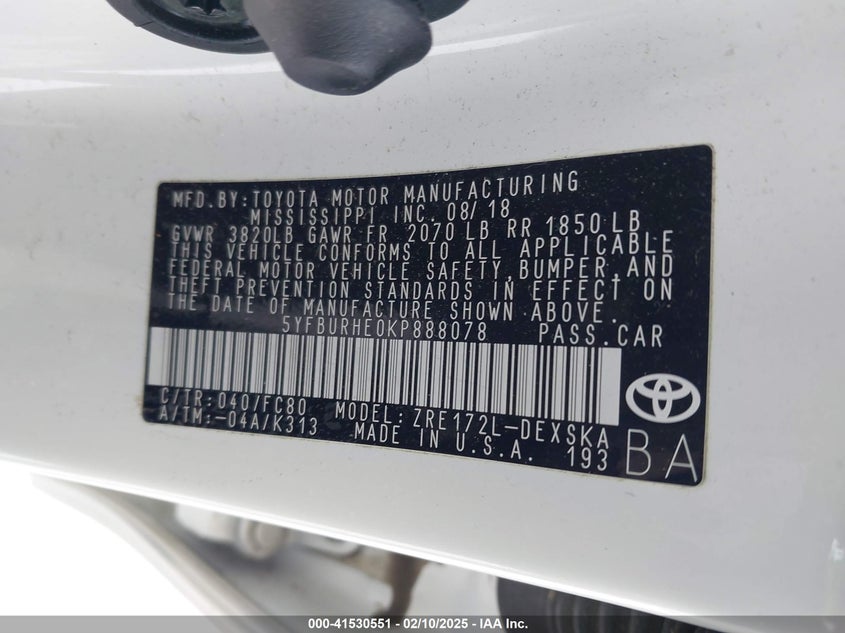 MFD. BY: TOYOTA MOTOR MANUFACTURING
MISSISSIPPI INC. 08/18
GVWR 3820LB GAWR FR 2070 LB RR 1850 LB
THIS VEHICLE CONFORMS TO ALL APPLICABLE
FEDERAL MOTOR VEHICLE SAFETY, BUMPER, AND
THEFT PREVENTION STANDARDS IN EFFECT ON
THE DATE OF MANUFACTURE SHOWN ABOVE.
5YFBURHE0KP888078 PASS. CAR
C/TR: 040/FC80 MODEL: ZRE172L-DEXSKA
A/TM: -04A/K313 MADE IN U.S.A. 193
BA
000-41530551 - 02/10/2025 - IAA Inc.